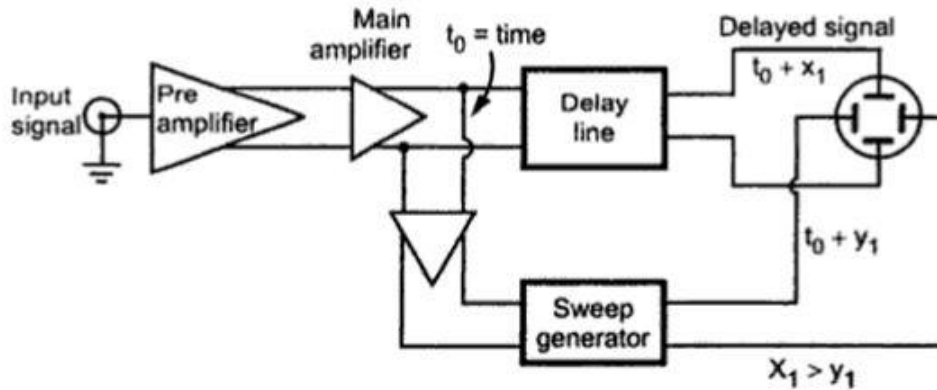 Main
amplifier
t₀ = time
Delayed signal
t₀ + x₁
Input
signal
Pre
amplifier
Delay
line
t₀ + y₁
Sweep
generator
X₁ > y₁